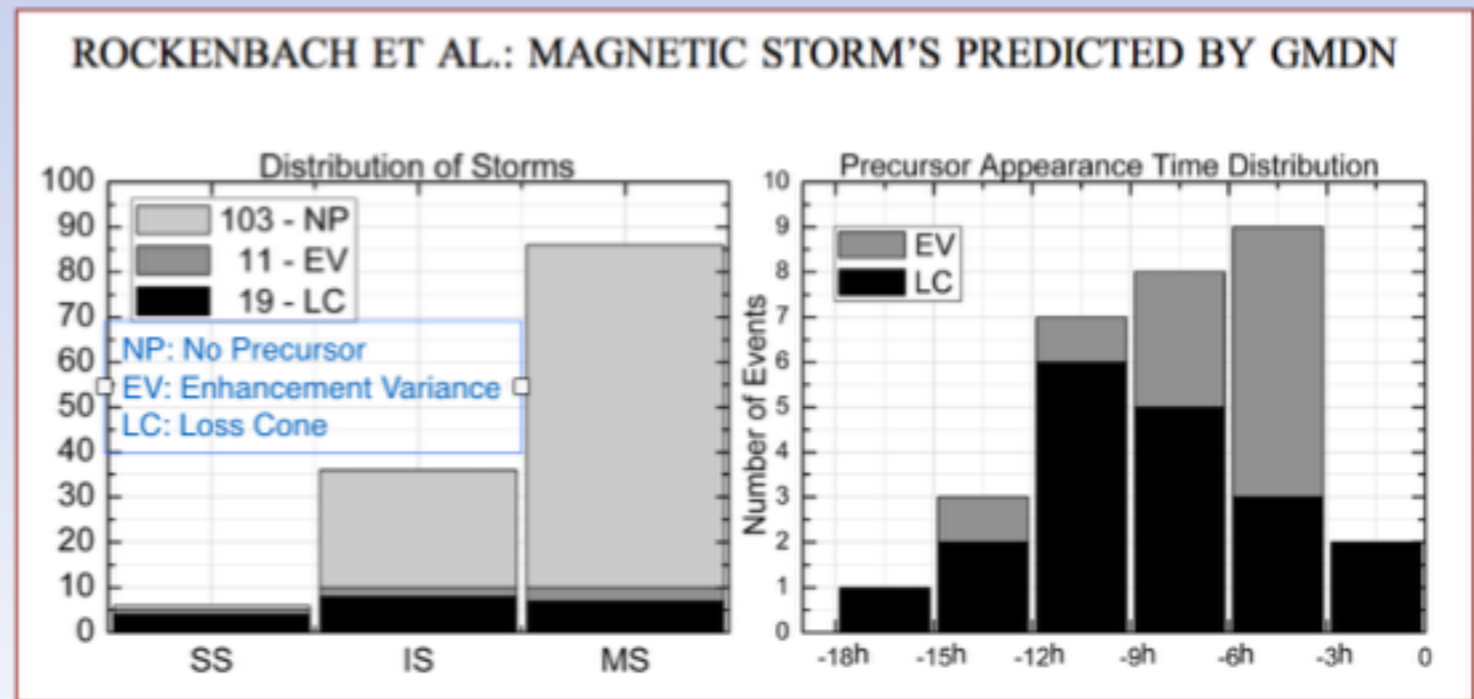 ROCKENBACH ET AL.: MAGNETIC STORM'S PREDICTED BY GMDN
Distribution of Storms
100
90
80
70
60
50
40
30
20
10
0
103 - NP
11 - EV
19 - LC
NP: No Precursor
EV: Enhancement Variance
LC: Loss Cone
SS IS MS
Precursor Appearance Time Distribution
Number of Events
10
9
8
7
6
5
4
3
2
1
0
EV
LC
-18h -15h -12h -9h -6h -3h 0